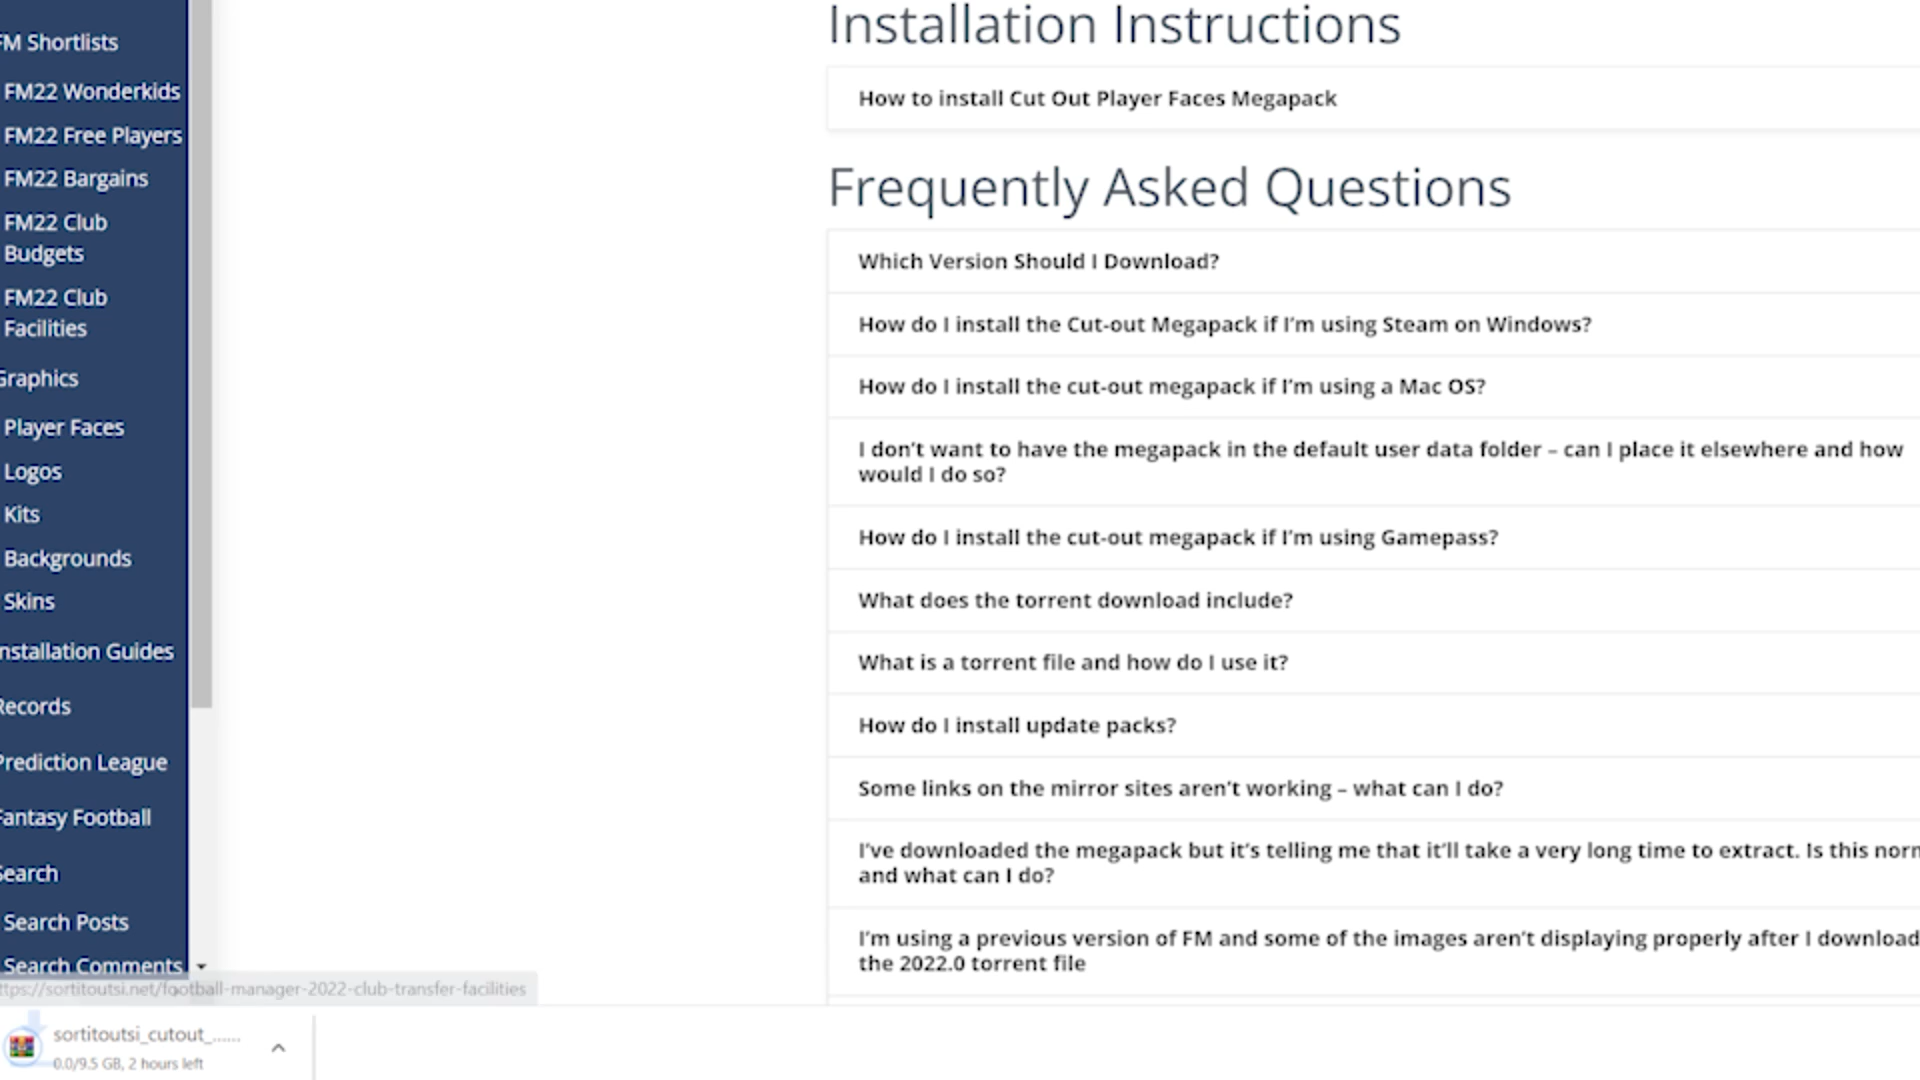 FM Shortlists
FM22 Wonderkids
FM22 Free Players
FM22 Bargains
FM22 Club
Budgets
FM22 Club
Facilities
Graphics
Player Faces
Logos
Kits
Backgrounds
Skins
nstallation Guides
Records
Prediction League
Fantasy Football
Search
Search Posts
Search Comments
ttps://sortitoutsi.net/football-manager-2022-club-transfer-facilities
Installation Instructions
How to install Cut Out Player Faces Megapack
Frequently Asked Questions
Which Version Should I Download?
How do I install the Cut-out Megapack if I’m using Steam on Windows?
How do I install the cut-out megapack if I’m using a Mac OS?
I don’t want to have the megapack in the default user data folder – can I place it elsewhere and how
would I do so?
How do I install the cut-out megapack if I’m using Gamepass?
What does the torrent download include?
What is a torrent file and how do I use it?
How do I install update packs?
Some links on the mirror sites aren’t working – what can I do?
I’ve downloaded the megapack but it’s telling me that it’ll take a very long time to extract. Is this norm
and what can I do?
I’m using a previous version of FM and some of the images aren’t displaying properly after I download
the 2022.0 torrent file
sortitoutsi_cutout_......
0.0/9.5 GB, 2 hours left